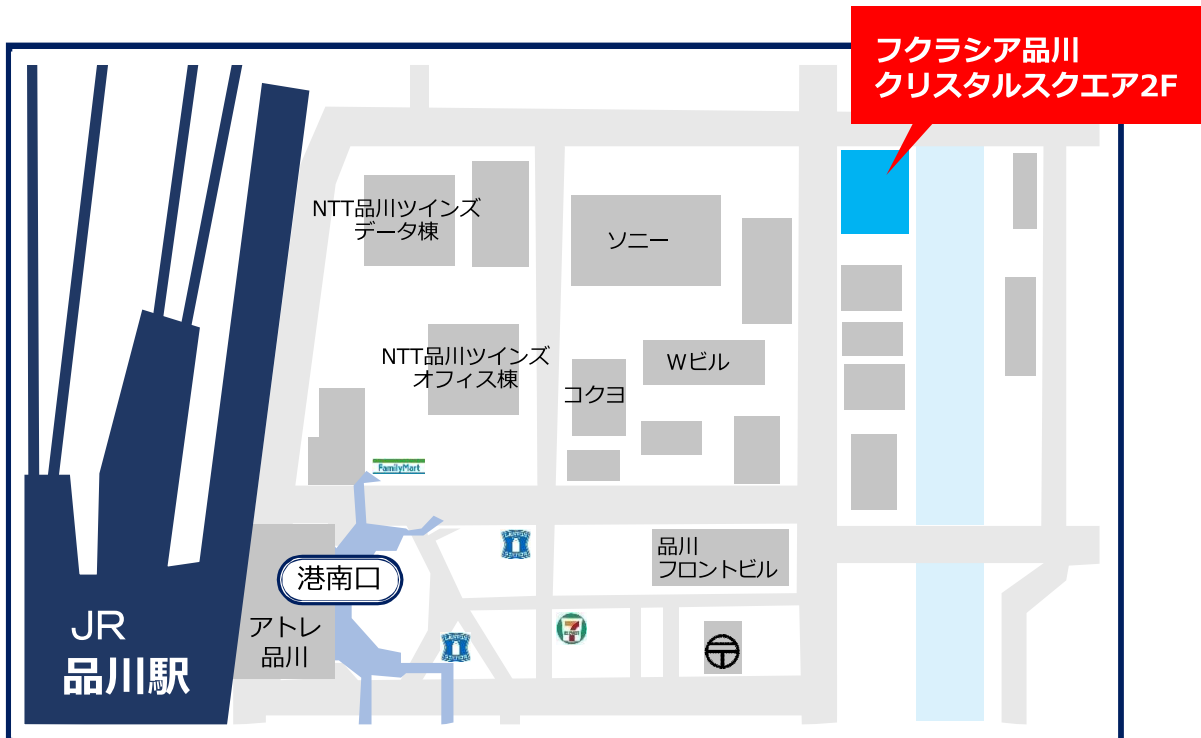 フクラシア品川
クリスタルスクエア2F
NTT品川ツインズ
データ棟
ソニー
NTT品川ツインズ
オフィス棟
コクヨ
Wビル
FamilyMart
品川
フロントビル
港南口
アトレ
品川
JR
品川駅